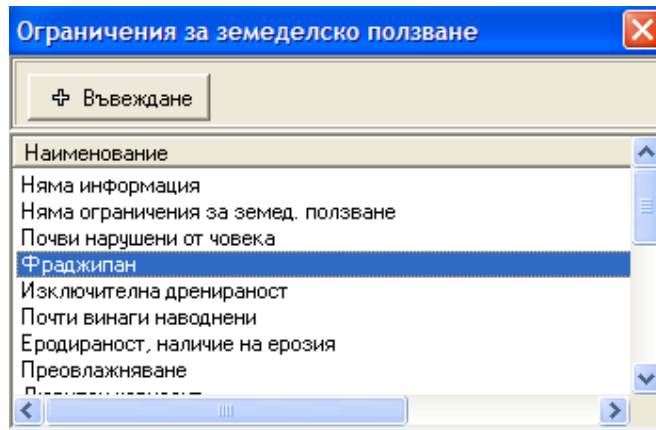 Ограничения за земеделско ползване
Въвеждане
Наименование
Няма информация
Няма ограничения за земед. ползване
Почви нарушени от човека
Фраджипан
Изключителна дренираност
Почти винаги наводнени
Еродираност, наличие на ерозия
Преовлажняване